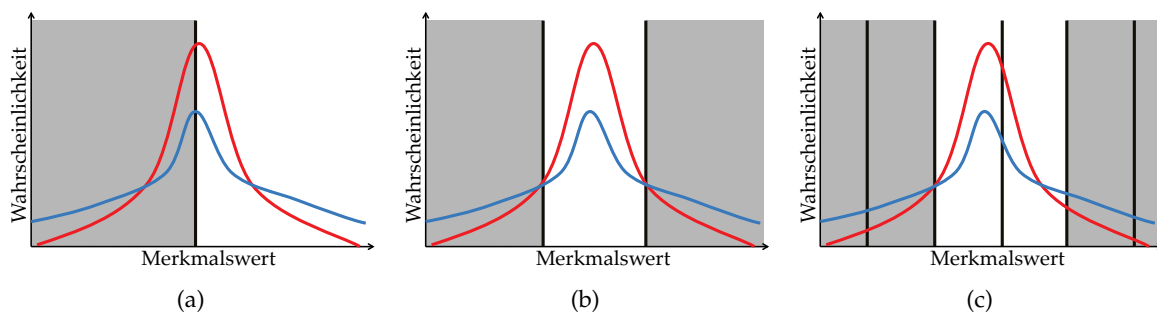 Wahrscheinlichkeit
Merkmalswert
(a)
Wahrscheinlichkeit
Merkmalswert
(b)
Wahrscheinlichkeit
Merkmalswert
(c)